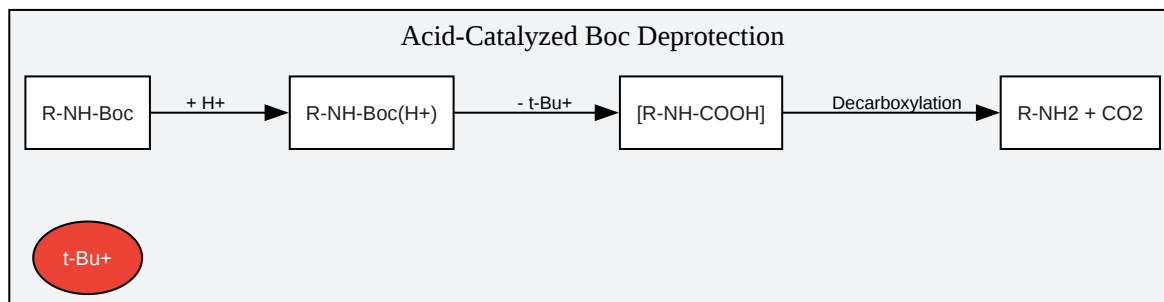 Acid-Catalyzed Boc Deprotection
R-NH-Boc
+ H+
R-NH-Boc(H+)
- t-Bu+
[R-NH-COOH]
Decarboxylation
R-NH2 + CO2
t-Bu+